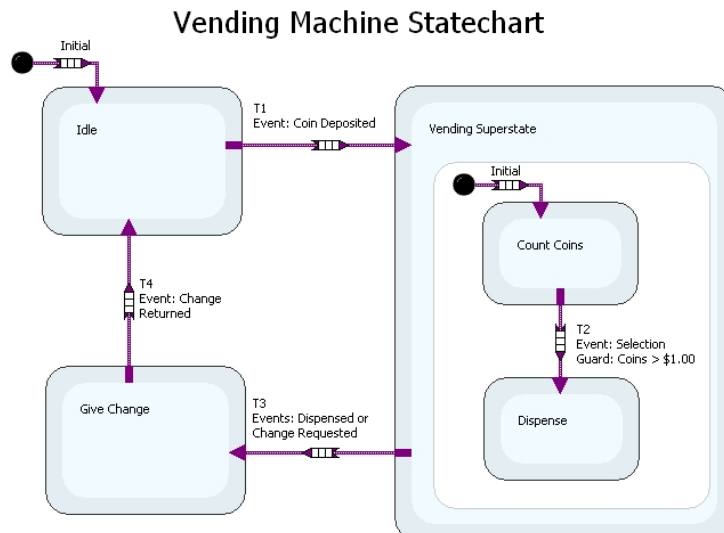 Vending Machine Statechart
Initial
Idle
T1
Event: Coin Deposited
Vending Superstate
Initial
Count Coins
T2
Event: Selection
Guard: Coins > $1.00
Dispense
T3
Events: Dispensed or
Change Requested
Give Change
T4
Event: Change
Returned